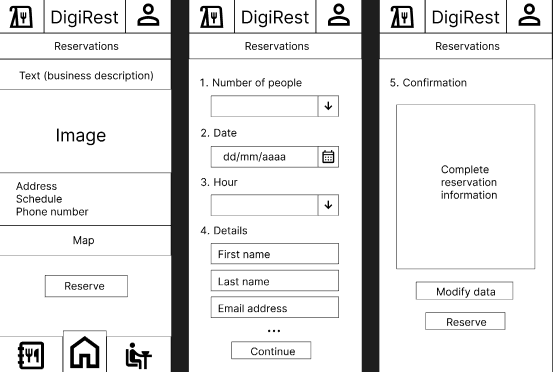 DigiRest
Reservations
Text (business description)
Image
Address
Schedule
Phone number
Map
Reserve
DigiRest
Reservations
1. Number of people
2. Date
dd/mm/aaaa
3. Hour
4. Details
First name
Last name
Email address
...
Continue
DigiRest
Reservations
5. Confirmation
Complete
reservation
information
Modify data
Reserve